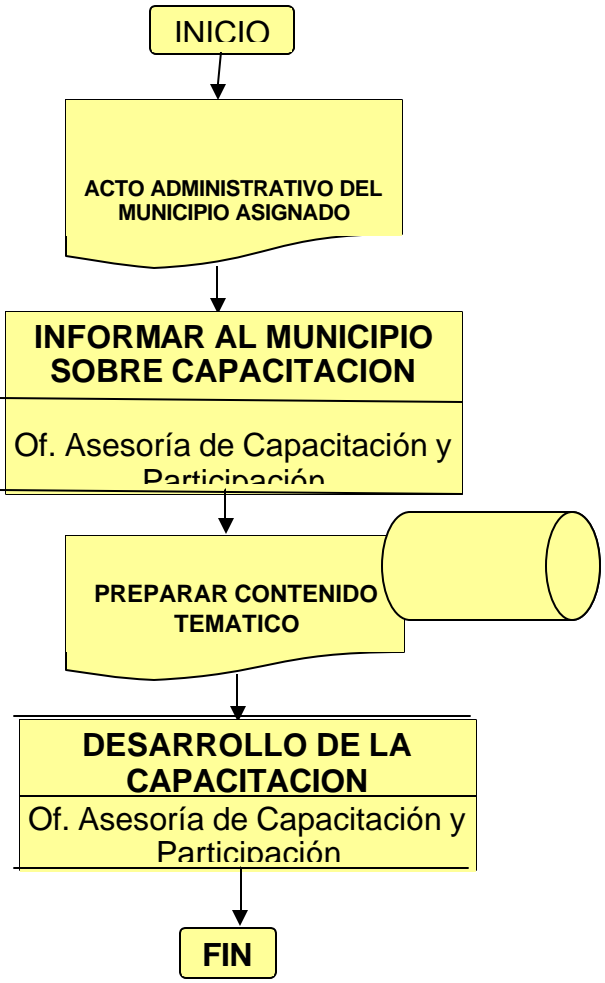 INICIO
ACTO ADMINISTRATIVO DEL
MUNICIPIO ASIGNADO
INFORMAR AL MUNICIPIO
SOBRE CAPACITACION
Of. Asesoría de Capacitación y
Participación
PREPARAR CONTENIDO
TEMATICO
DESARROLLO DE LA
CAPACITACION
Of. Asesoría de Capacitación y
Participación
FIN